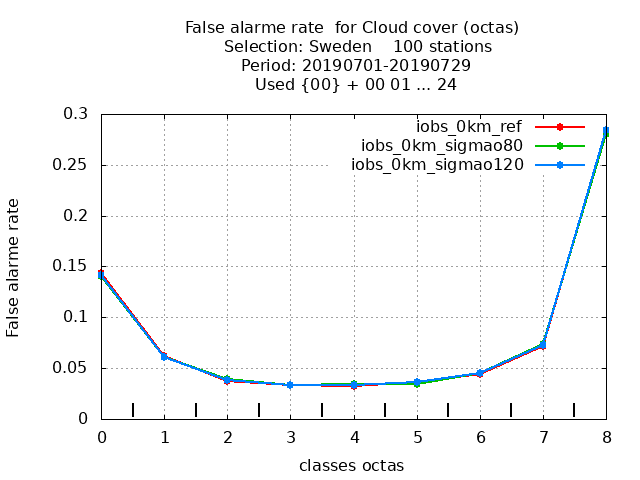 False alarme rate  for Cloud cover (octas)
Selection: Sweden    100 stations
Period: 20190701-20190729
Used {00} + 00 01 ... 24
iobs_0km_ref
iobs_0km_sigmao80
iobs_0km_sigmao120
False alarme rate
0.3
0.25
0.2
0.15
0.1
0.05
0
0 1 2 3 4 5 6 7 8
classes octas